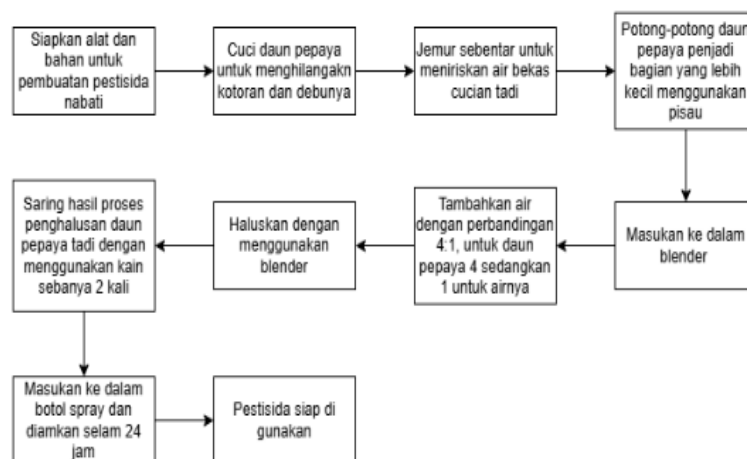 Siapkan alat dan
bahan untuk
pembuatan pestisida
nabati
Cuci daun pepaya
untuk menghilangakn
kotoran dan debunya
Jemur sebentar untuk
meniriskan air bekas
cucian tadi
Potong-potong daun
pepaya penjadi
bagian yang lebih
kecil menggunakan
pisau
Masukan ke dalam
blender
Tambahkan air
dengan perbandingan
4:1, untuk daun
pepaya 4 sedangkan
1 untuk airnya
Haluskan dengan
menggunakan
blender
Saring hasil proses
penghalusan daun
pepaya tadi dengan
menggunakan kain
sebanya 2 kali
Masukan ke dalam
botol spray dan
diamkan selam 24
jam
Pestisida siap di
gunakan